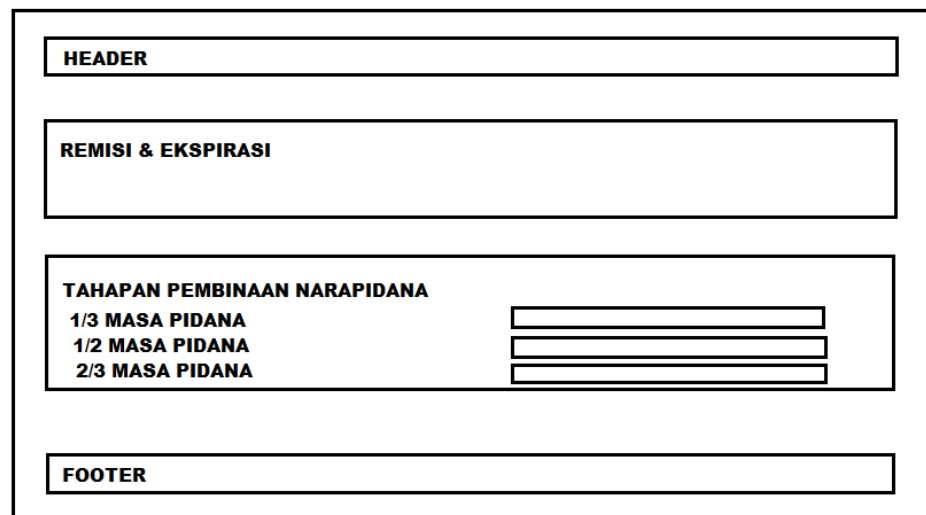 HEADER
REMISI & EKSPIRASI
TAHAPAN PEMBINAAN NARAPIDANA
1/3 MASA PIDANA
1/2 MASA PIDANA
2/3 MASA PIDANA
FOOTER